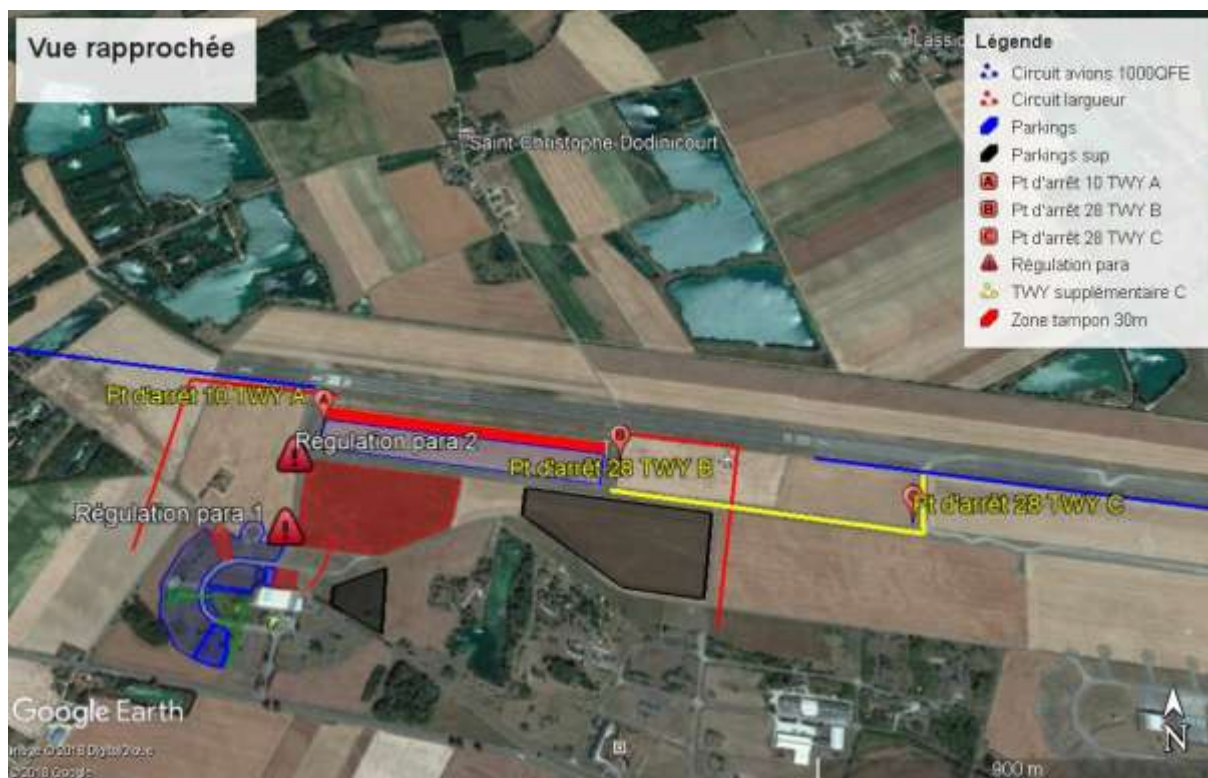 Vue rapprochée
Légende
Circuit avions 1000QFE
Circuit largueur
Parkings
Parkings sup
A Pt d'arrêt 10 TWY A
B Pt d'arrêt 28 TWY B
C Pt d'arrêt 28 TWY C
Régulation para
TWY supplémentaire C
Zone tampon 30m
Saint-Christophe-Dodinicourt
Pt d'arrêt 10 TWY A
A
Régulation para 2
Pt d'arrêt 28 TWY B
Pt d'arrêt 28 TWY C
Régulation para 1
Google Earth
© 2018 Google
900 m
N